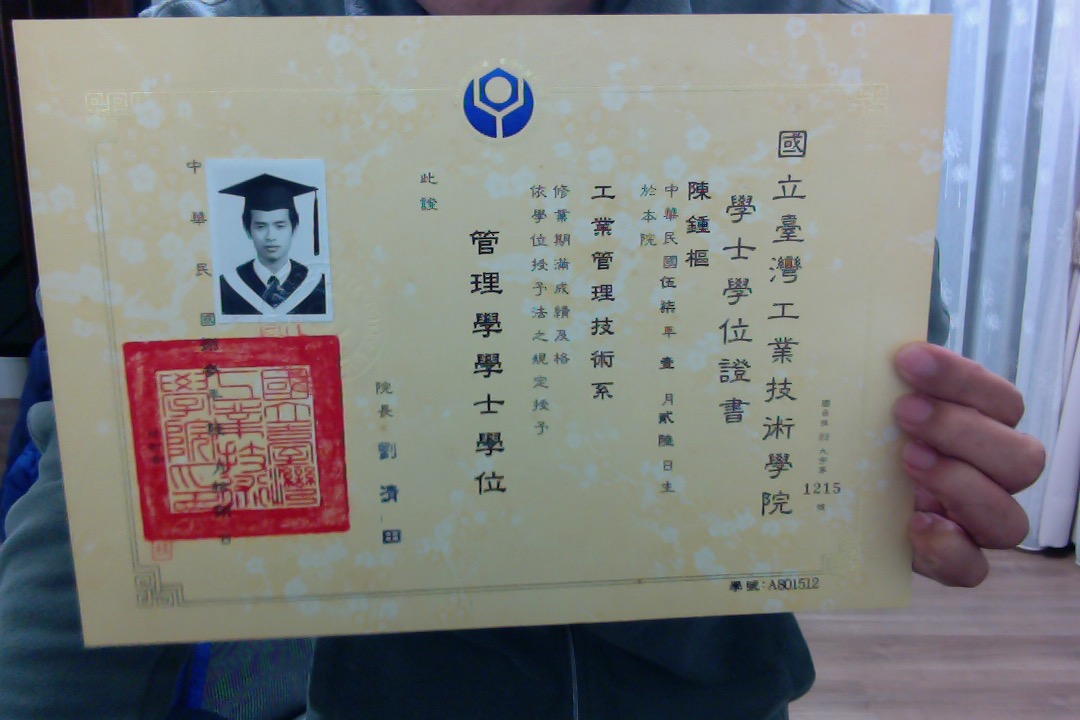 國立臺灣工業技術學院
學士學位證書
陳鍾樞
中華民國伍柒年壹月貳陸日生
於本院
工業管理技術系
修業期滿成績及格
依學位授予法之規定授予
管理學學士學位
此證
院長 劉清田
中華民國
1215
號
學號：A801512